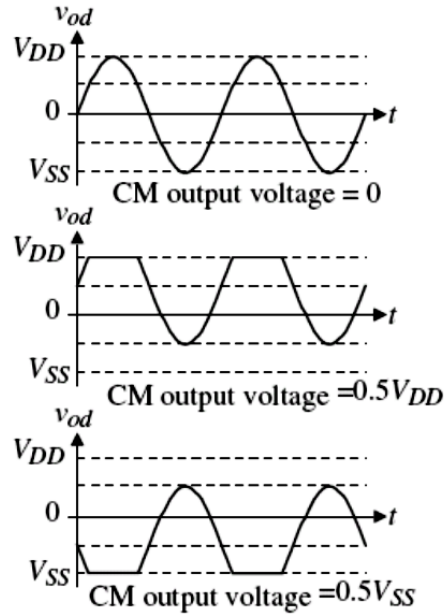 v_od
V_DD
0
t
V_SS
CM output voltage = 0
v_od
V_DD
0
t
V_SS
CM output voltage =0.5V_DD
v_od
V_DD
0
t
V_SS
CM output voltage =0.5V_SS